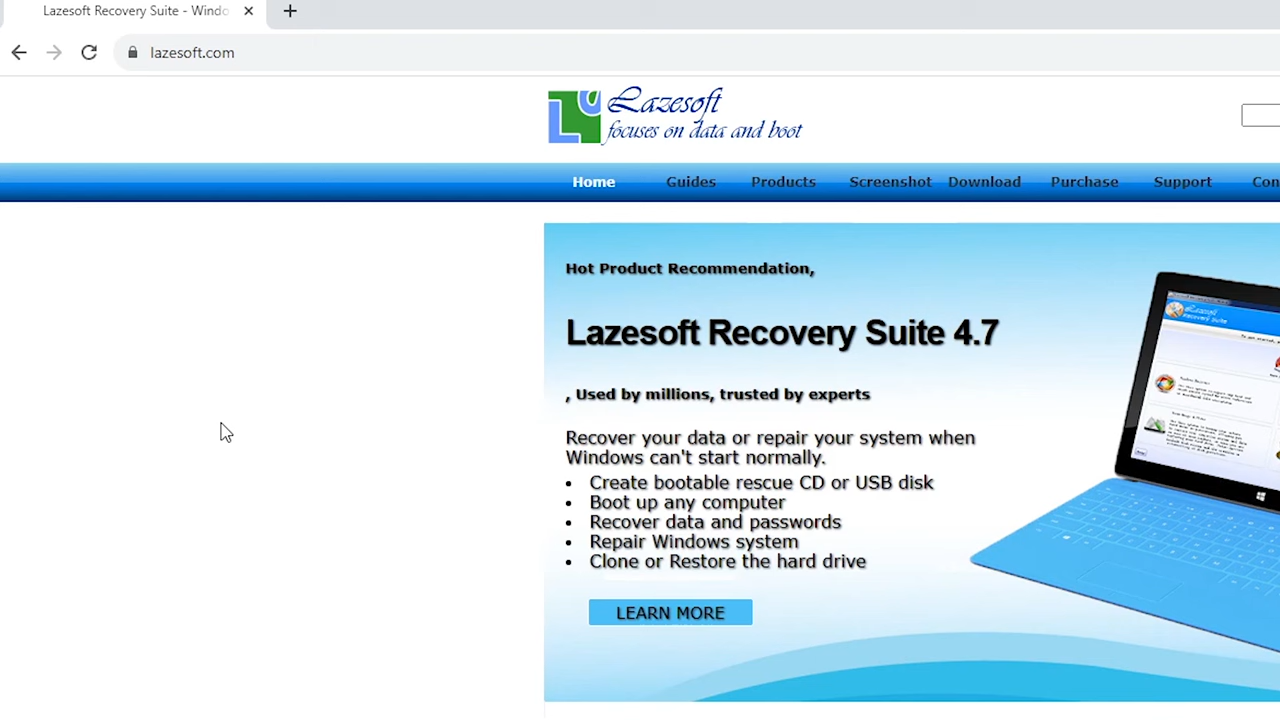 Lazesoft Recovery Suite - Windo
lazesoft.com
Lazesoft
focuses on data and boot
Home Guides Products Screenshot Download Purchase Support Con
Hot Product Recommendation,
Lazesoft Recovery Suite 4.7
, Used by millions, trusted by experts
Recover your data or repair your system when
Windows can't start normally.
• Create bootable rescue CD or USB disk
• Boot up any computer
• Recover data and passwords
• Repair Windows system
• Clone or Restore the hard drive
LEARN MORE
Lazesoft
Recovery Suite